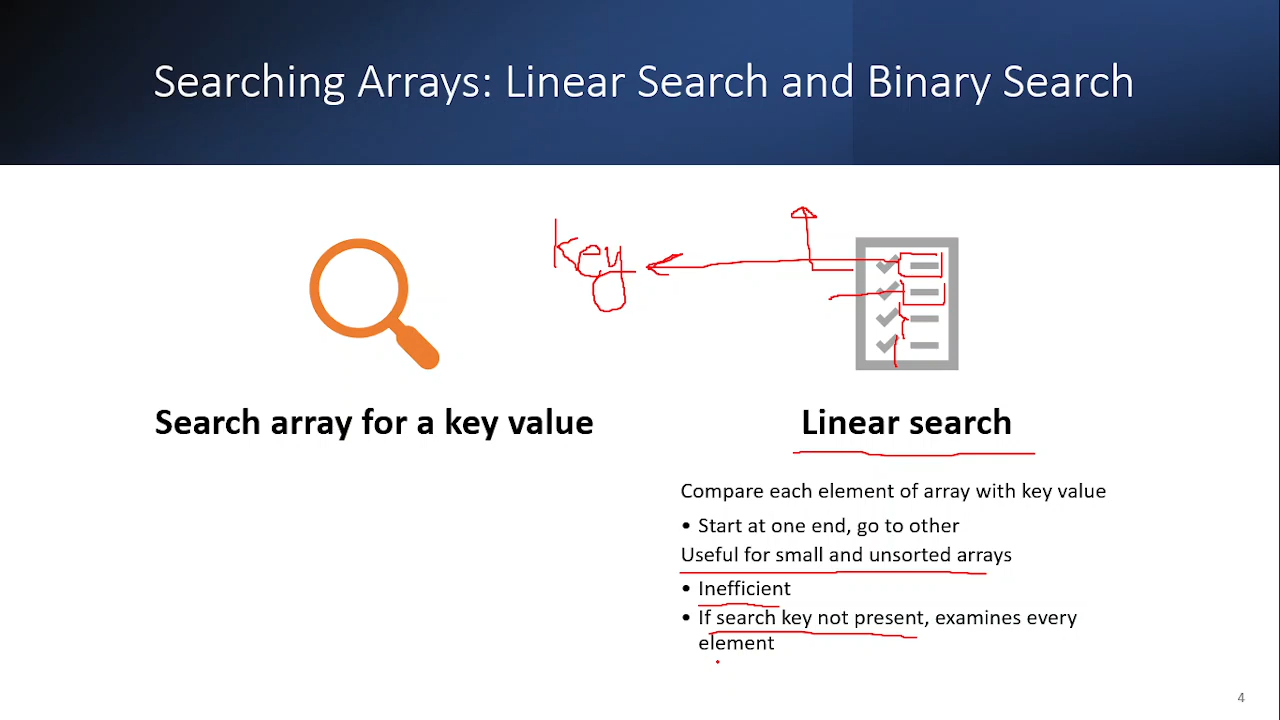 Searching Arrays: Linear Search and Binary Search
key
Search array for a key value
Linear search
Compare each element of array with key value
• Start at one end, go to other
Useful for small and unsorted arrays
• Inefficient
• If search key not present, examines every
element
4